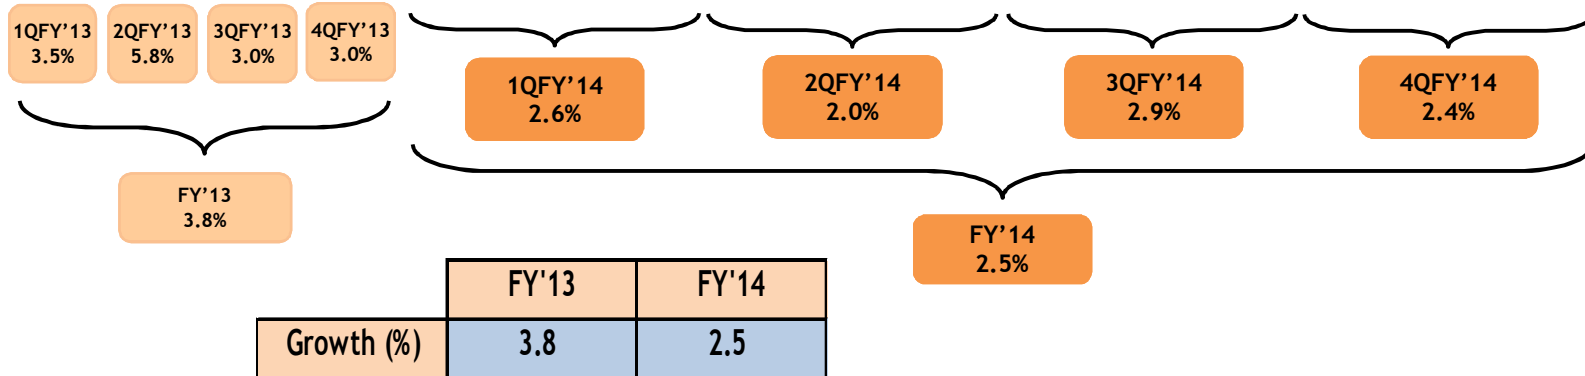 1QFY'13
3.5%
2QFY'13
5.8%
3QFY'13
3.0%
4QFY'13
3.0%
1QFY'14
2.6%
2QFY'14
2.0%
3QFY'14
2.9%
4QFY'14
2.4%
FY'13
3.8%
FY'14
2.5%
FY'13 FY'14
Growth (%) 3.8 2.5